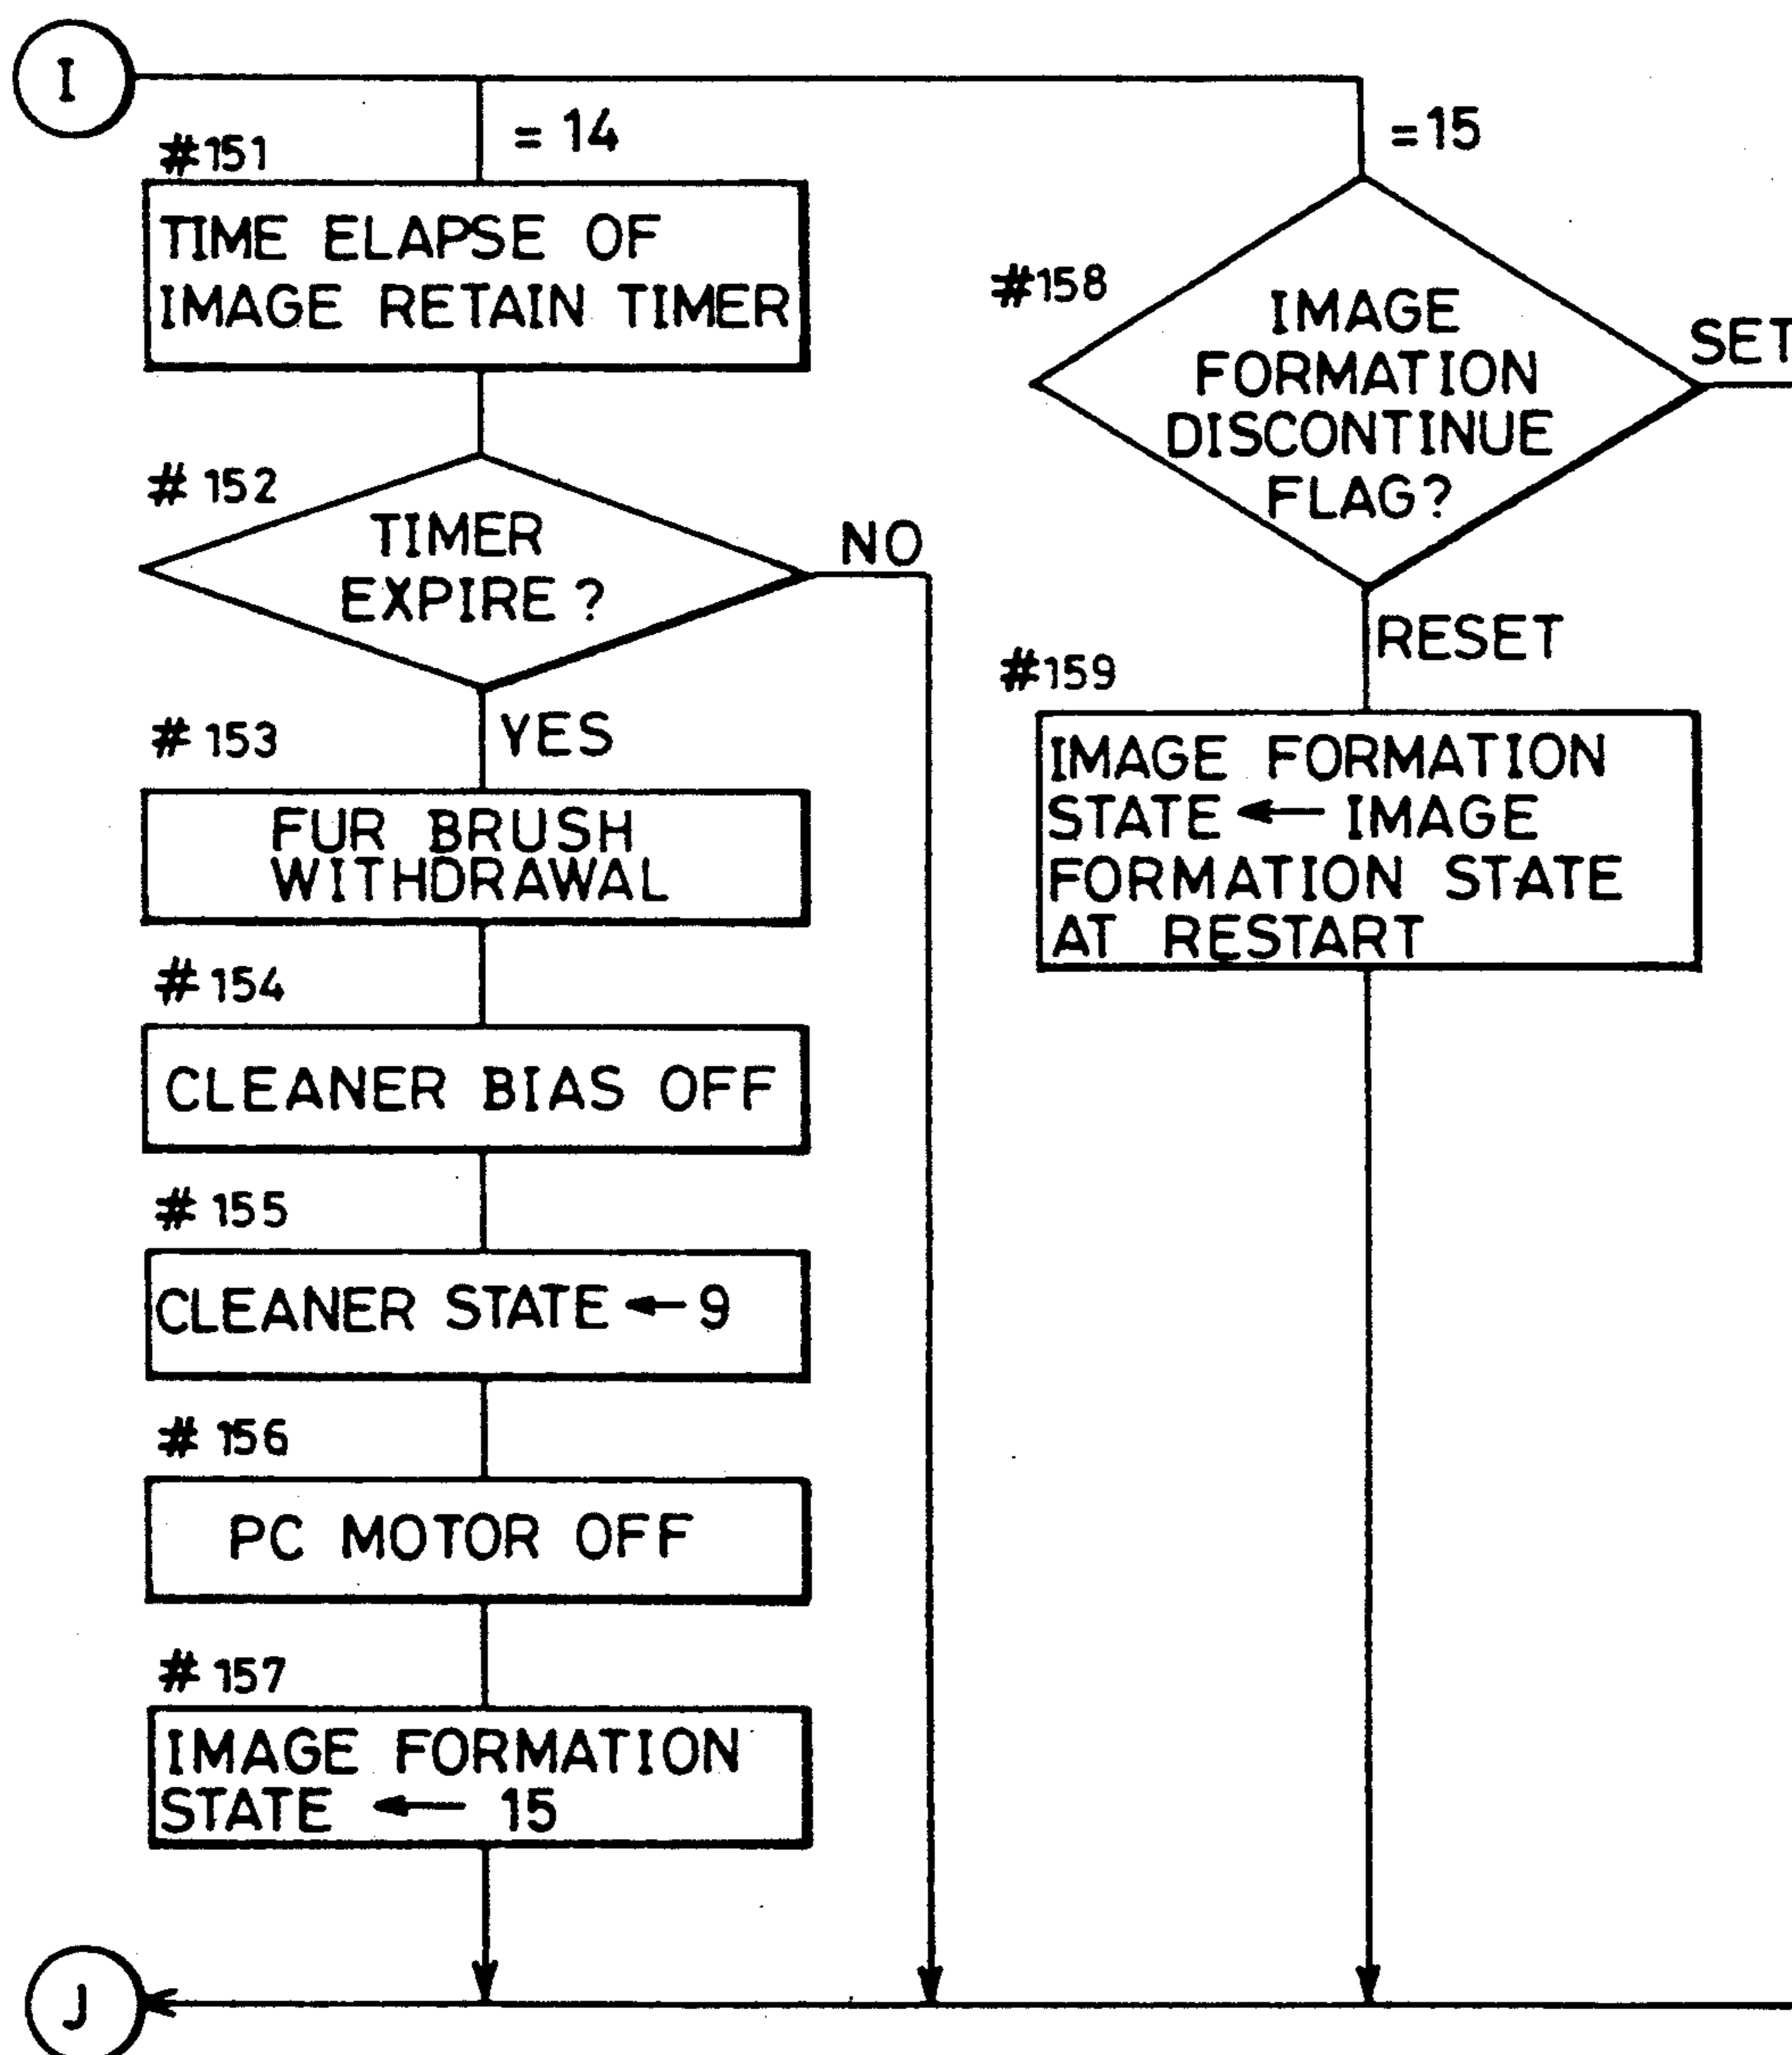 I
= 14
#151
TIME ELAPSE OF
IMAGE RETAIN TIMER
# 152
TIMER
EXPIRE ?
NO
YES
# 153
FUR BRUSH
WITHDRAWAL
# 154
CLEANER BIAS OFF
# 155
CLEANER STATE ← 9
# 156
PC MOTOR OFF
# 157
IMAGE FORMATION
STATE ← 15
=15
#158
IMAGE
FORMATION
DISCONTINUE
FLAG?
SET
RESET
#159
IMAGE FORMATION
STATE ← IMAGE
FORMATION STATE
AT RESTART
J